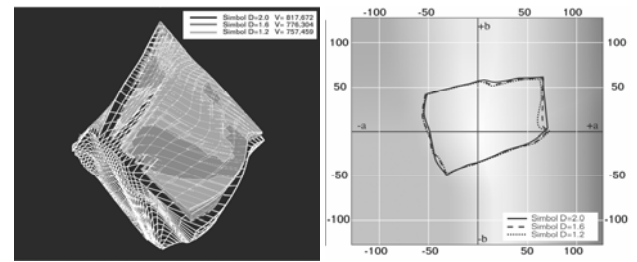 Simbol D=2.0 V= 817,672
Simbol D=1.6 V= 776,304
Simbol D=1.2 V= 757,459
-100 -50 50 100
+b
100 100
50 50
-a +a
-50 -50
-100 -100
-b
Simbol D=2.0
Simbol D=1.6
Simbol D=1.2
-100 -50 0 50 100